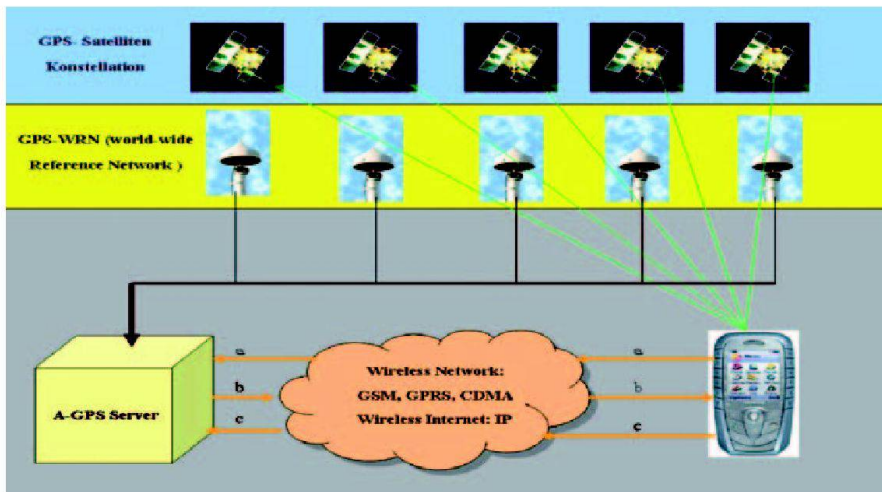 GPS- Satelliten
Konstellation
GPS-WRN (world-wide
Reference Network )
a
a
Wireless Network:
b
b
GSM, GPRS, CDMA
A-GPS Server
Wireless Internet: IP
c
c